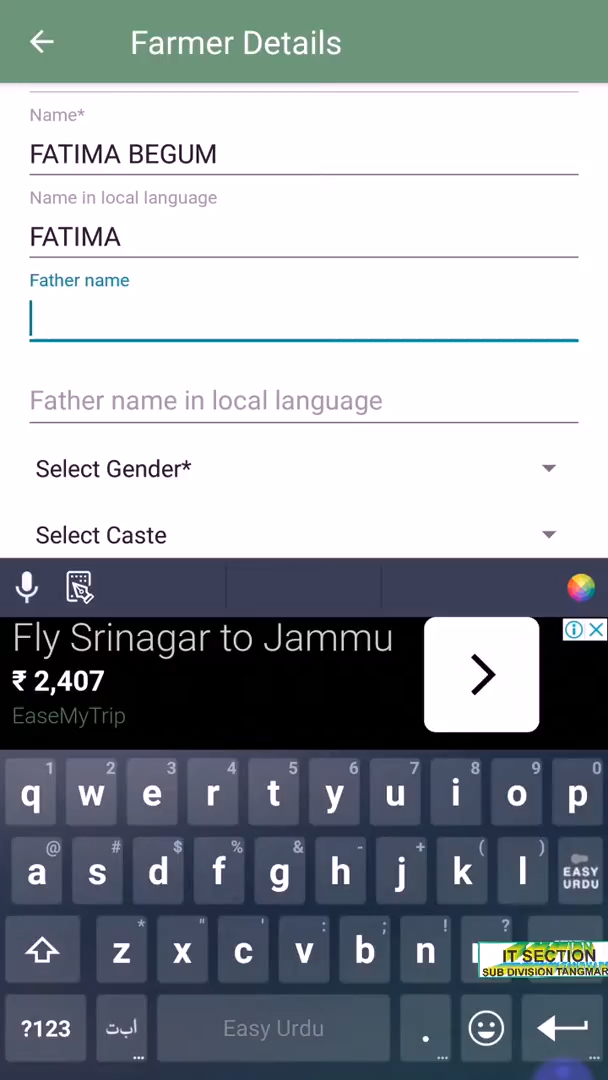 Farmer Details
Name*
FATIMA BEGUM
Name in local language
FATIMA
Father name
Father name in local language
Select Gender*
Select Caste
Fly Srinagar to Jammu
₹ 2,407
EaseMyTrip
1 2 3 4 5 6 7 8 9 0
q w e r t y u i o p
@ # $ % & - + ( )
a s d f g h j k l EASY URDU
* " ' : ; ! ?
z x c v b n
IT SECTION
SUB DIVISION TANGMAR
?123 ا ب ت Easy Urdu .